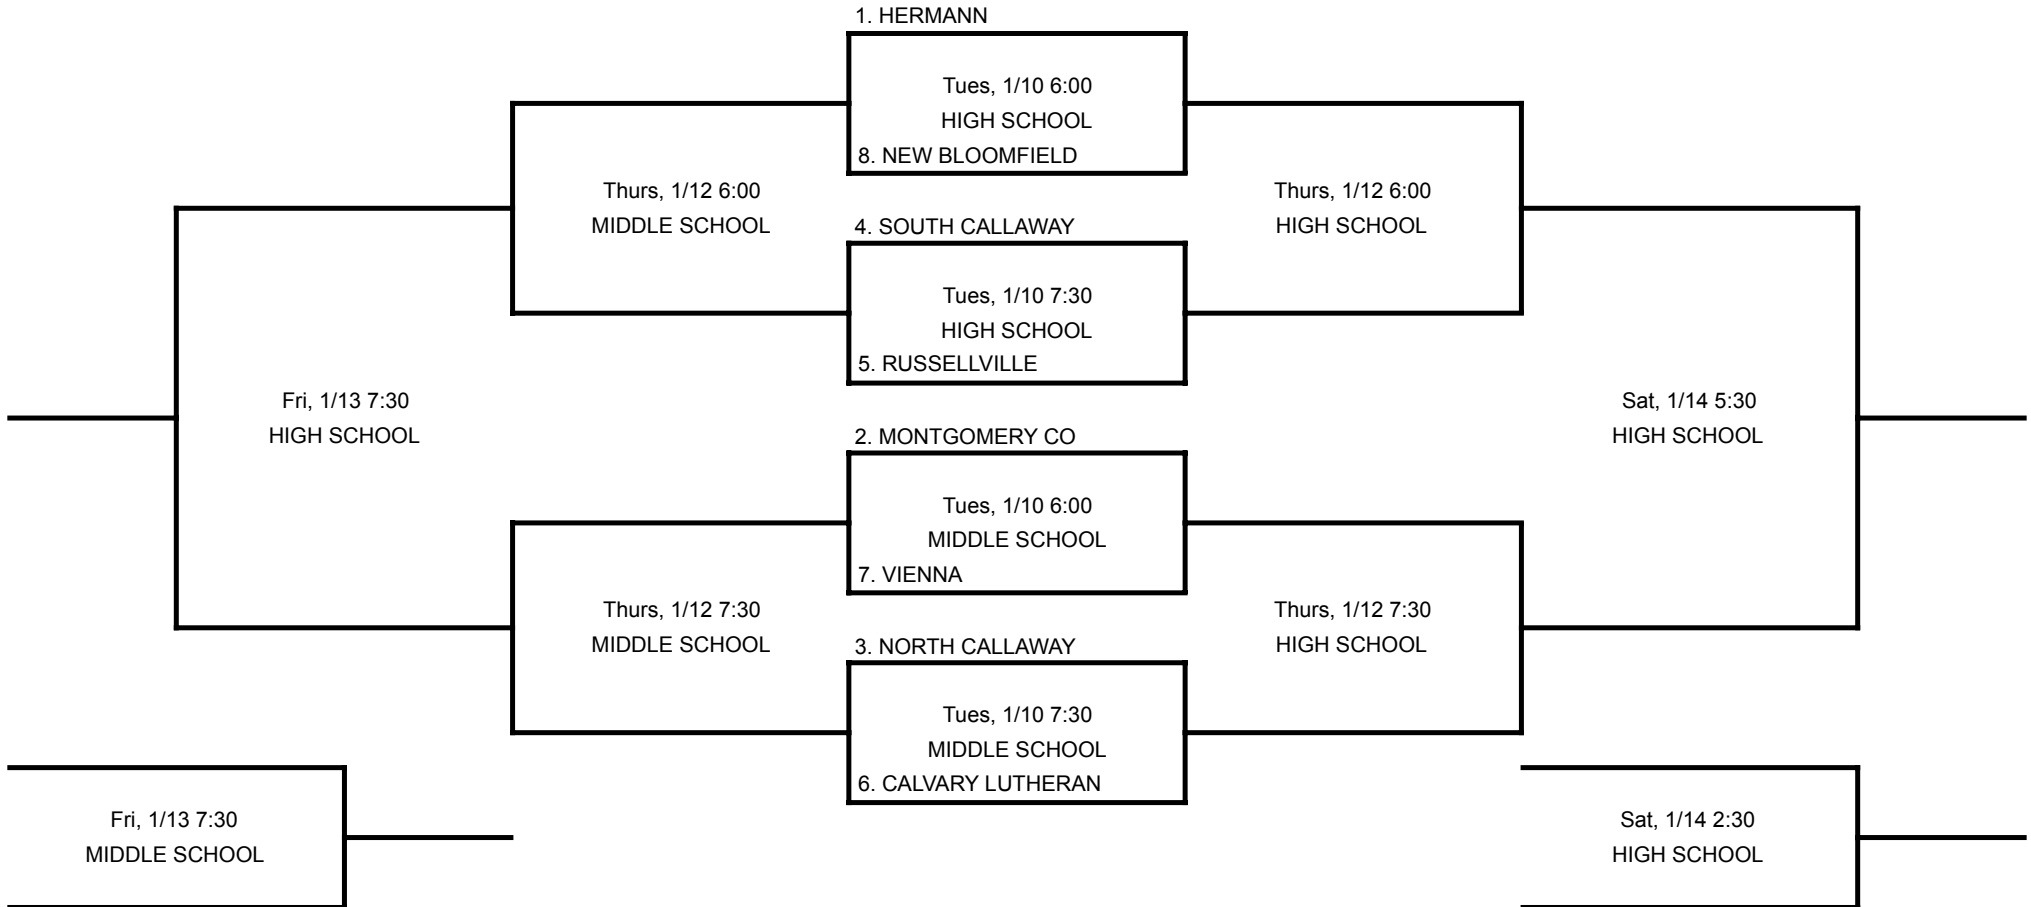 1. HERMANN
Tues, 1/10 6:00
HIGH SCHOOL
8. NEW BLOOMFIELD
Thurs, 1/12 6:00
MIDDLE SCHOOL
Thurs, 1/12 6:00
HIGH SCHOOL
4. SOUTH CALLAWAY
Tues, 1/10 7:30
HIGH SCHOOL
5. RUSSELLVILLE
Fri, 1/13 7:30
HIGH SCHOOL
Sat, 1/14 5:30
HIGH SCHOOL
2. MONTGOMERY CO
Tues, 1/10 6:00
MIDDLE SCHOOL
7. VIENNA
Thurs, 1/12 7:30
MIDDLE SCHOOL
Thurs, 1/12 7:30
HIGH SCHOOL
3. NORTH CALLAWAY
Tues, 1/10 7:30
MIDDLE SCHOOL
6. CALVARY LUTHERAN
Fri, 1/13 7:30
MIDDLE SCHOOL
Sat, 1/14 2:30
HIGH SCHOOL